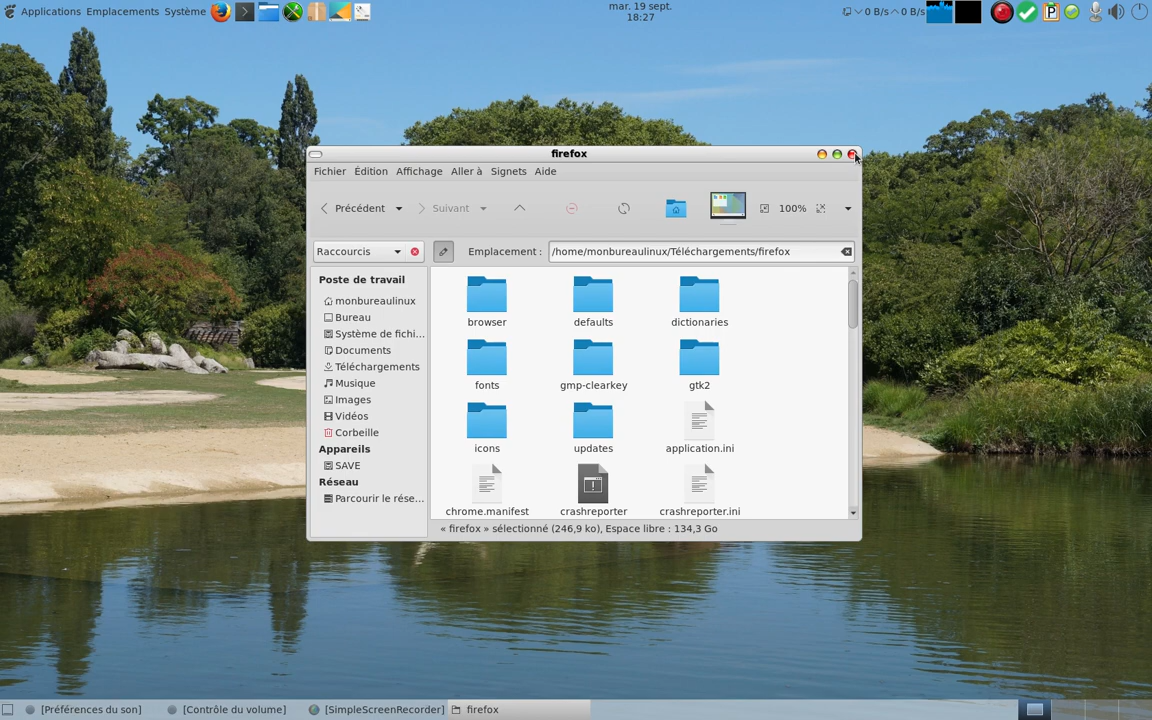 Applications Emplacements Système
mar. 19 sept.
18:27
0 B/s 0 B/s
firefox
Fichier Édition Affichage Aller à Signets Aide
Précédent Suivant 100%
Raccourcis Emplacement : /home/monbureaulinux/Téléchargements/firefox
Poste de travail
monbureaulinux
Bureau
Système de fichi...
Documents
Téléchargements
Musique
Images
Vidéos
Corbeille
Appareils
SAVE
Réseau
Parcourir le rése...
browser defaults dictionaries
fonts gmp-clearkey gtk2
icons updates application.ini
chrome.manifest crashreporter crashreporter.ini
« firefox » sélectionné (246,9 ko), Espace libre : 134,3 Go
[Préférences du son] [Contrôle du volume] [SimpleScreenRecorder] firefox